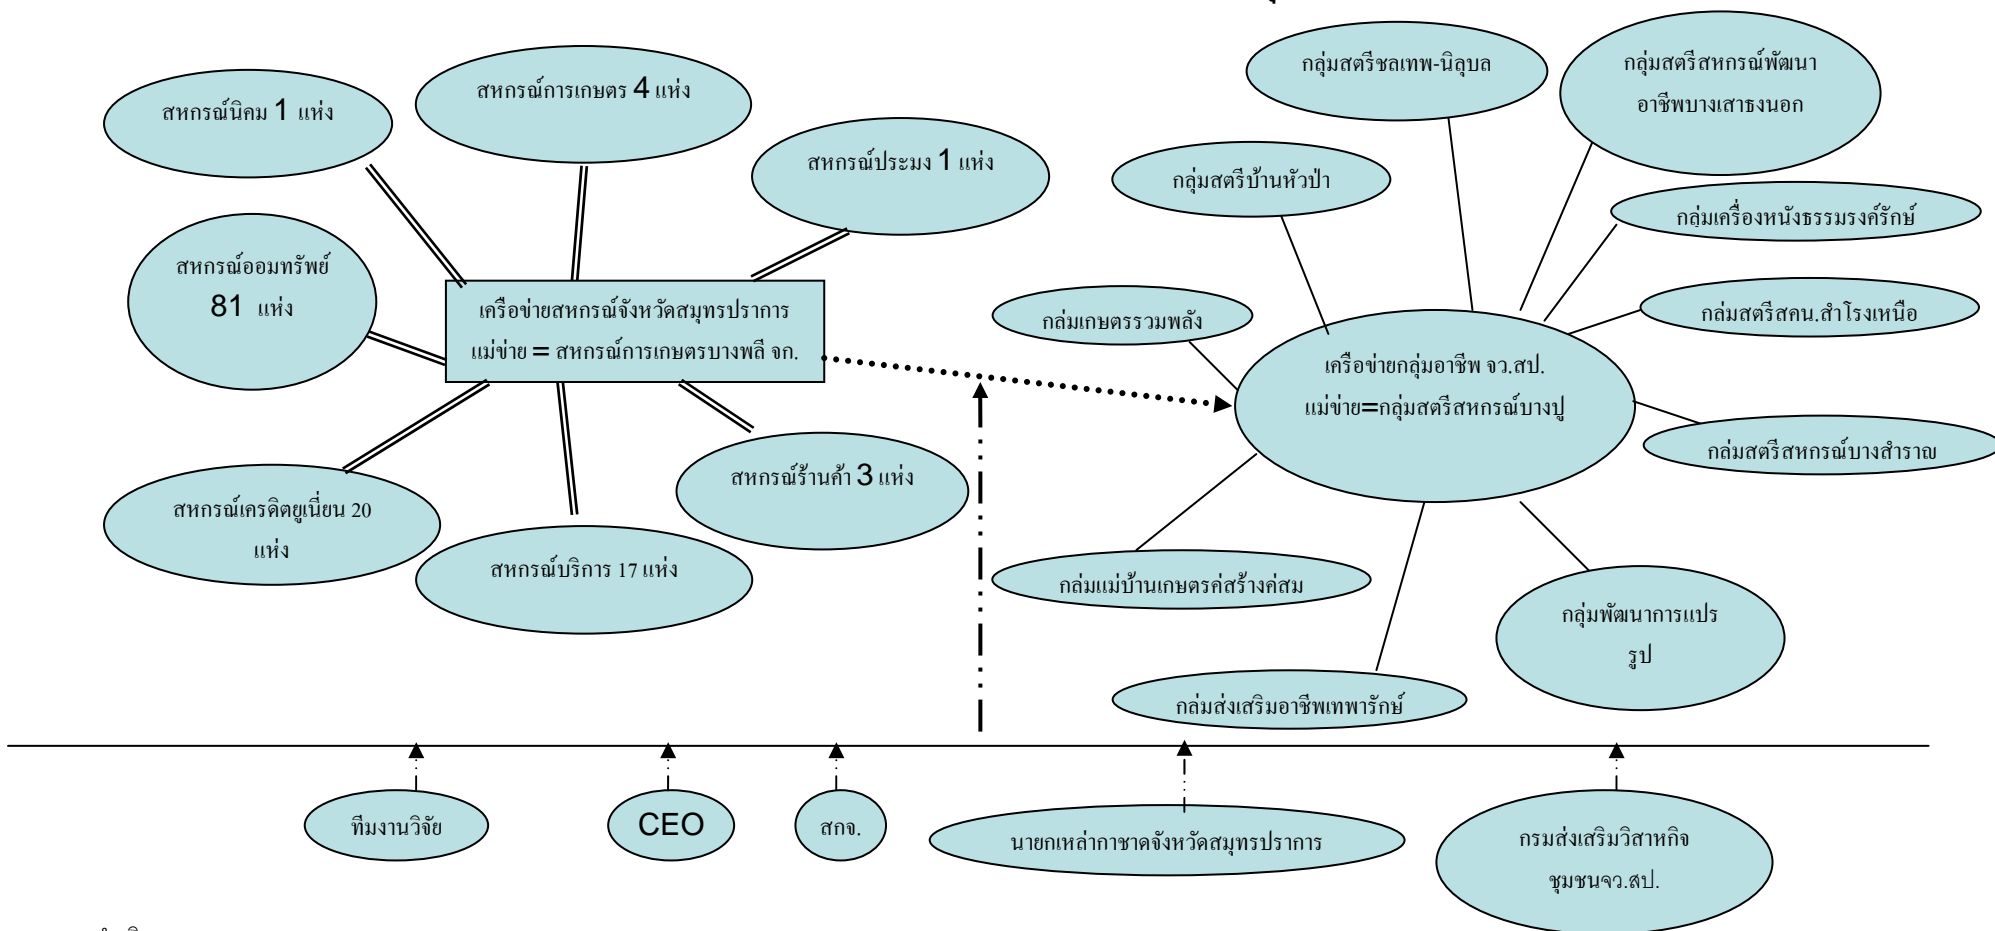 สหกรณ์นิคม 1 แห่ง
สหกรณ์การเกษตร 4 แห่ง
สหกรณ์ประมง 1 แห่ง
สหกรณ์ออมทรัพย์
81 แห่ง
เครือข่ายสหกรณ์จังหวัดสมุทรปราการ
แม่ข่าย = สหกรณ์การเกษตรบางพลี จก.
สหกรณ์เครดิตยูเนี่ยน 20
แห่ง
สหกรณ์บริการ 17 แห่ง
สหกรณ์ร้านค้า 3 แห่ง
กลุ่มสตรีชลเทพ-นิลุบล
กลุ่มสตรีสหกรณ์พัฒนา
อาชีพบางเสาธงนอก
กลุ่มสตรีบ้านหัวป่า
กลุ่มเครื่องหนังธรรมรงค์รักษ์
กลุ่มเกษตรรวมพลัง
กลุ่มสตรีสคน.สำโรงเหนือ
เครือข่ายกลุ่มอาชีพ จว.สป.
แม่ข่าย=กลุ่มสตรีสหกรณ์บางปู
กลุ่มสตรีสหกรณ์บางสำราญ
กลุ่มแม่บ้านเกษตรคู่สร้างคู่สม
กลุ่มพัฒนาการแปร
รูป
กลุ่มส่งเสริมอาชีพเทพารักษ์
ทีมงานวิจัย
CEO
สกจ.
นายกเหล่ากาชาดจังหวัดสมุทรปราการ
กรมส่งเสริมวิสาหกิจ
ชุมชนจว.สป.